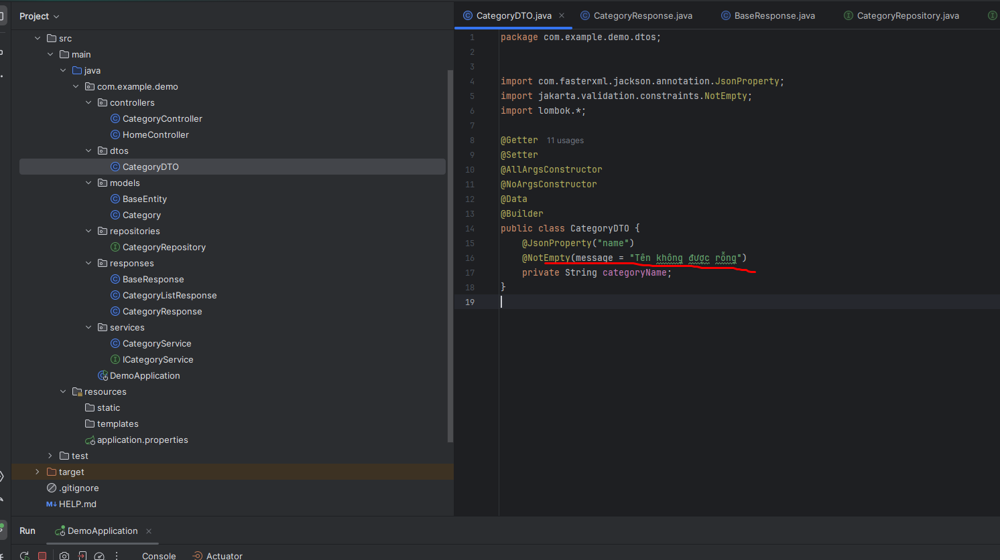 Project
src
main
java
com.example.demo
controllers
CategoryController
HomeController
dtos
CategoryDTO
models
BaseEntity
Category
repositories
CategoryRepository
responses
BaseResponse
CategoryListResponse
CategoryResponse
services
CategoryService
ICategoryService
DemoApplication
resources
static
templates
application.properties
test
target
.gitignore
HELP.md
CategoryDTO.java CategoryResponse.java BaseResponse.java CategoryRepository.java
1 package com.example.demo.dtos;
2
3
4 import com.fasterxml.jackson.annotation.JsonProperty;
5 import jakarta.validation.constraints.NotEmpty;
6 import lombok.*;
7
8 @Getter 11 usages
9 @Setter
10 @AllArgsConstructor
11 @NoArgsConstructor
12 @Data
13 @Builder
14 public class CategoryDTO {
15 @JsonProperty("name")
16 @NotEmpty(message = "Tên không được rỗng")
17 private String categoryName;
18 }
19
Run DemoApplication
Console Actuator